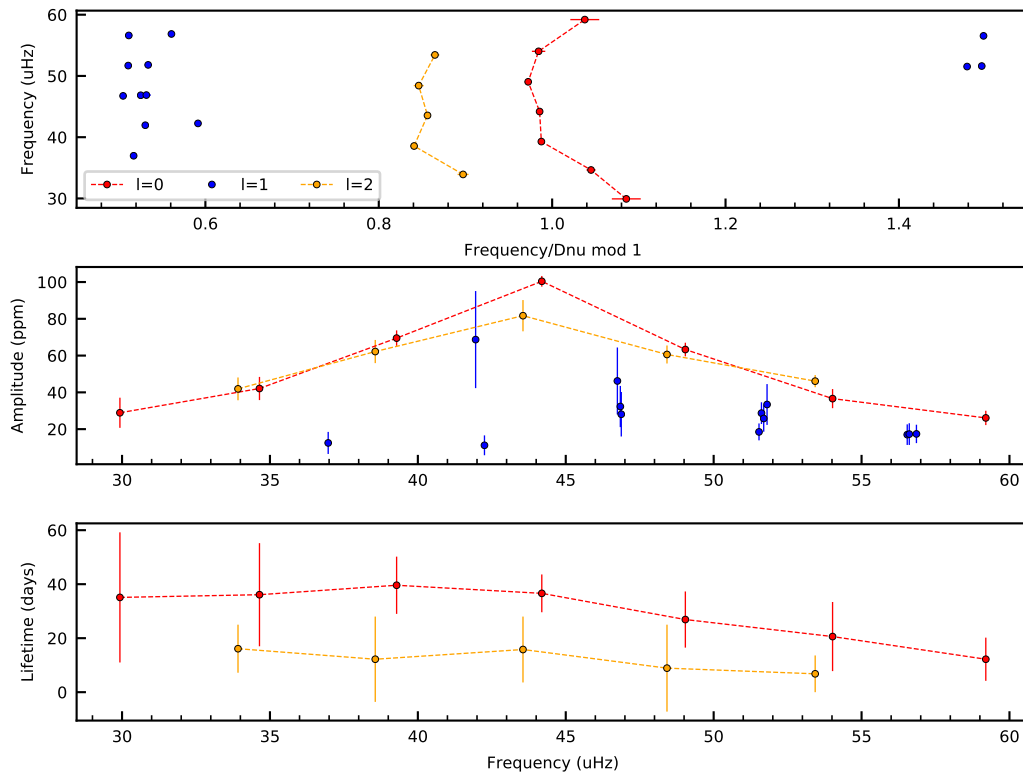 60
50
40
30
Frequency (uHz)
l=0 l=1 l=2
0.6 0.8 1.0 1.2 1.4
Frequency/Dnu mod 1
100
80
60
40
20
Amplitude (ppm)
30 35 40 45 50 55 60
60
40
20
0
Lifetime (days)
30 35 40 45 50 55 60
Frequency (uHz)